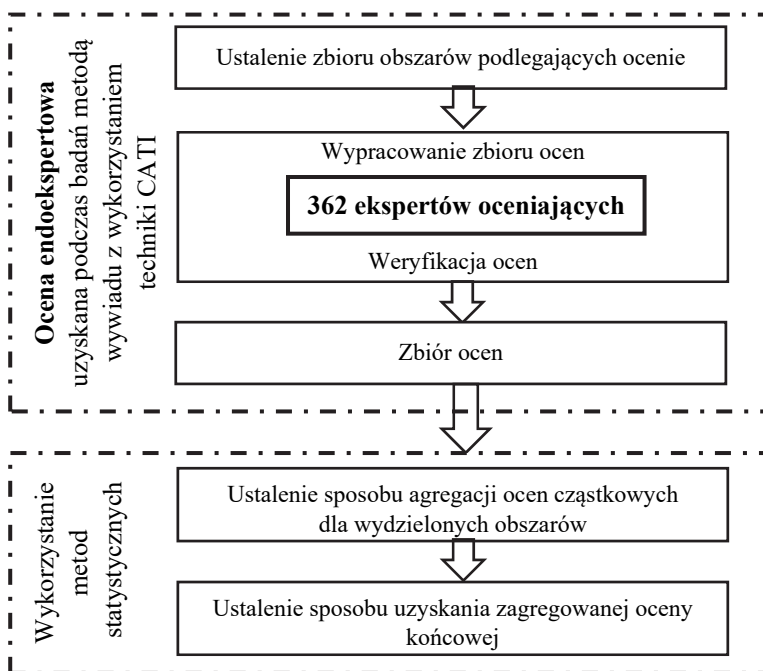 Ocena endoekspertowa
uzyskana podczas badań metodą
wywiadu z wykorzystaniem
techniki CATI
Ustalenie zbioru obszarów podlegających ocenie
Wypracowanie zbioru ocen
362 ekspertów oceniających
Weryfikacja ocen
Zbiór ocen
Wykorzystanie
metod
statystycznych
Ustalenie sposobu agregacji ocen cząstkowych
dla wydzielonych obszarów
Ustalenie sposobu uzyskania zagregowanej oceny
końcowej